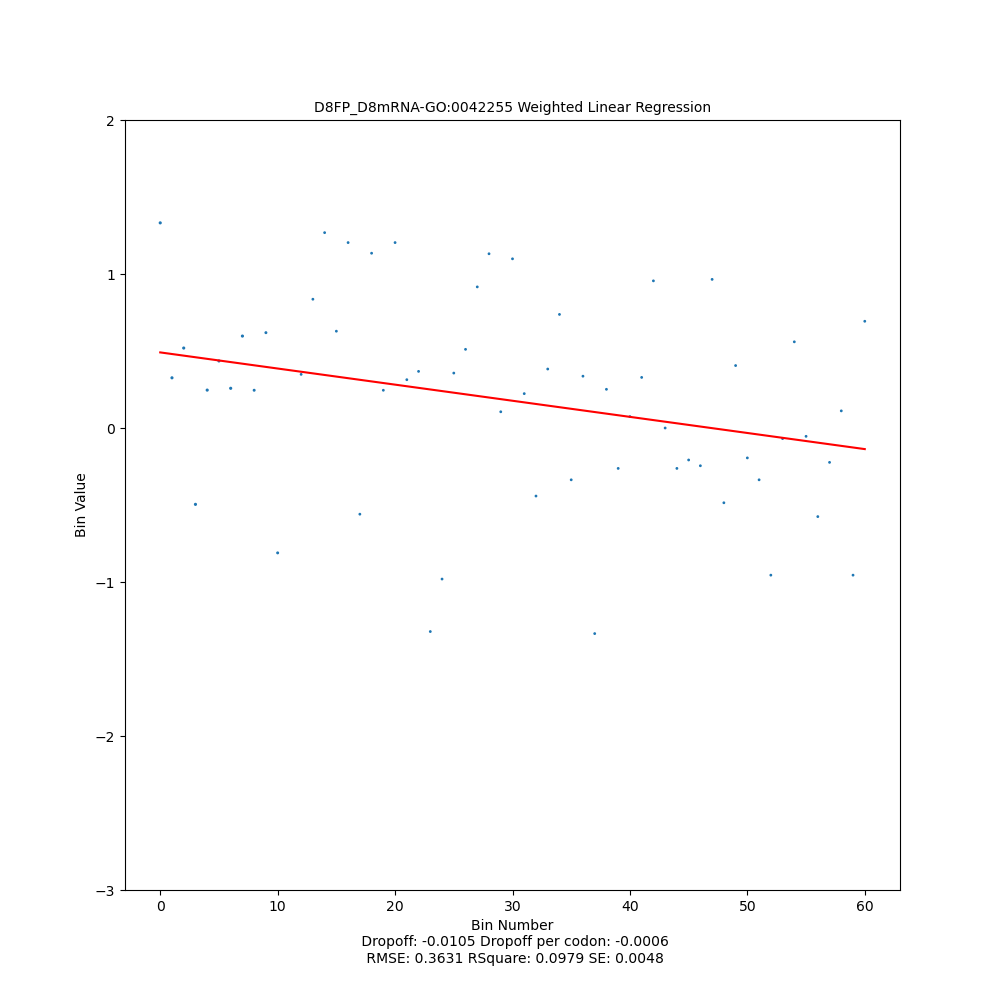 D8FP_D8mRNA-GO:0042255 Weighted Linear Regression
2
1
0
−1
−2
−3
Bin Value
0 10 20 30 40 50 60
Bin Number
Dropoff: -0.0105 Dropoff per codon: -0.0006
RMSE: 0.3631 RSquare: 0.0979 SE: 0.0048